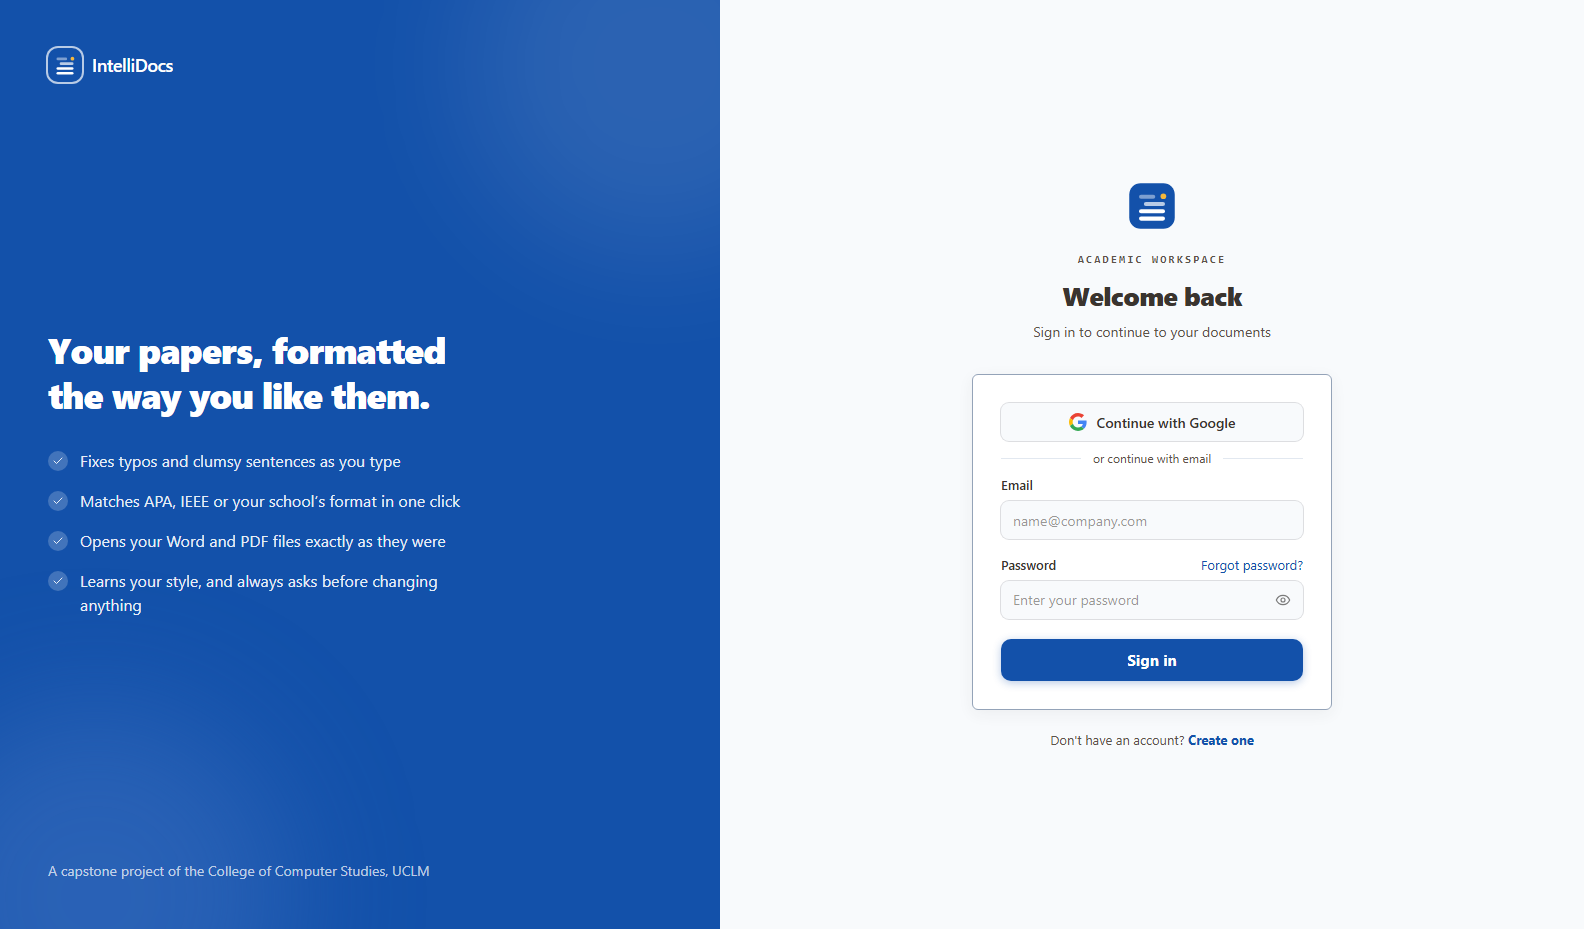 IntelliDocs
Your papers, formatted
the way you like them.
Fixes typos and clumsy sentences as you type
Matches APA, IEEE or your school’s format in one click
Opens your Word and PDF files exactly as they were
Learns your style, and always asks before changing
anything
A capstone project of the College of Computer Studies, UCLM
ACADEMIC WORKSPACE
Welcome back
Sign in to continue to your documents
Continue with Google
or continue with email
Email
name@company.com
Password Forgot password?
Enter your password
Sign in
Don't have an account? Create one